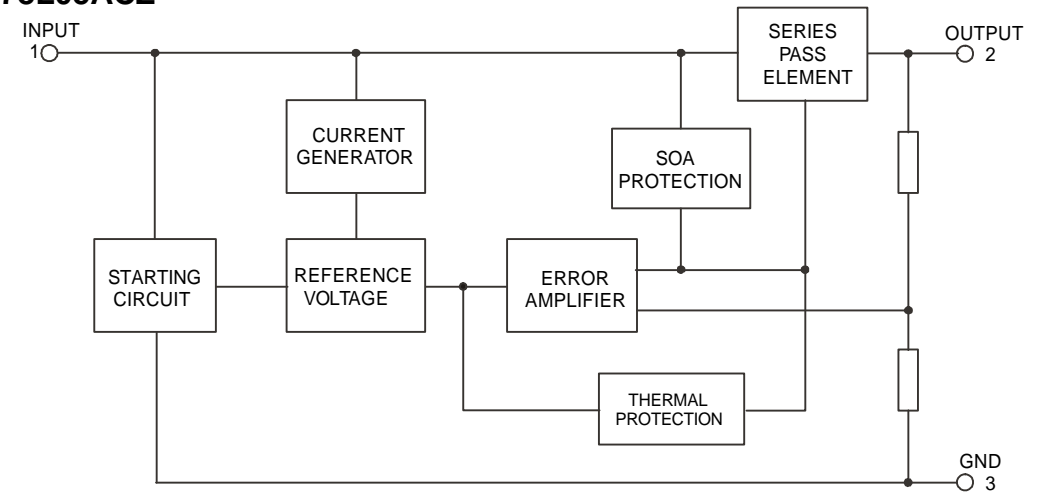 INPUT
1
SERIES
PASS
ELEMENT
OUTPUT
2
CURRENT
GENERATOR
SOA
PROTECTION
STARTING
CIRCUIT
REFERENCE
VOLTAGE
ERROR
AMPLIFIER
THERMAL
PROTECTION
GND
3